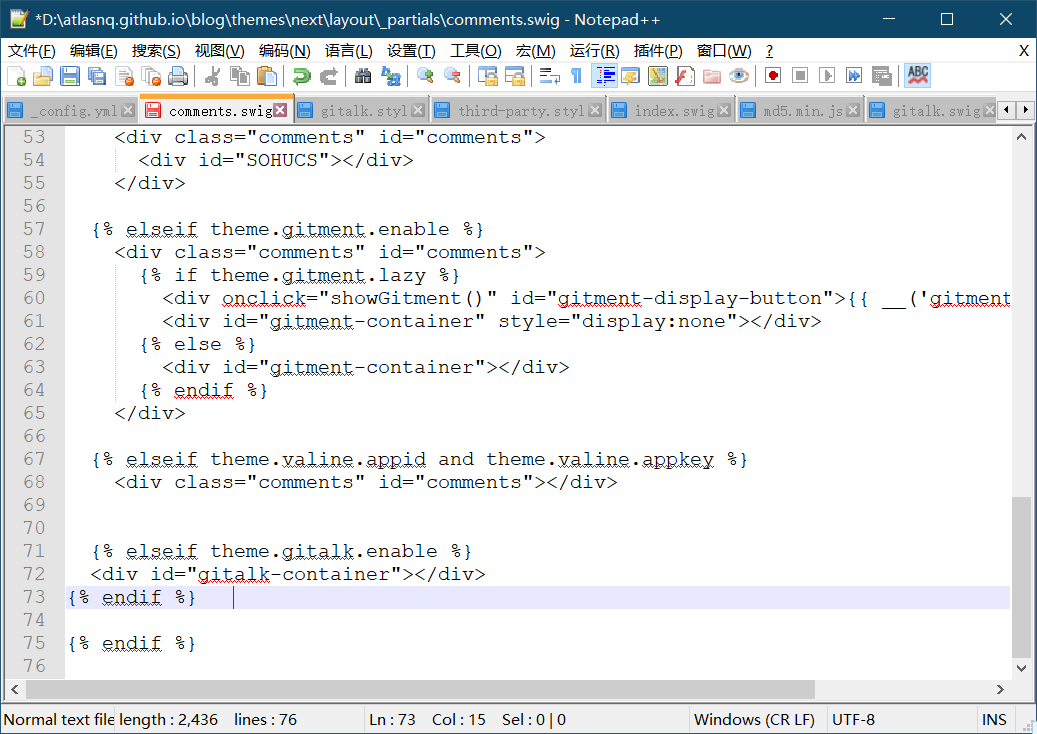 *D:\atlasnq.github.io\blog\themes\next\layout\_partials\comments.swig - Notepad++
文件(F) 编辑(E) 搜索(S) 视图(V) 编码(N) 语言(L) 设置(T) 工具(O) 宏(M) 运行(R) 插件(P) 窗口(W) ? X
ABC
_config.yml comments.swig gitalk.styl third-party.styl index.swig md5.min.js gitalk.swig
53 <div class="comments" id="comments">
54 <div id="SOHUCS"></div>
55 </div>
56
57 {% elseif theme.gitment.enable %}
58 <div class="comments" id="comments">
59 {% if theme.gitment.lazy %}
60 <div onclick="showGitment()" id="gitment-display-button">{{ __('gitment
61 <div id="gitment-container" style="display:none"></div>
62 {% else %}
63 <div id="gitment-container"></div>
64 {% endif %}
65 </div>
66
67 {% elseif theme.valine.appid and theme.valine.appkey %}
68 <div class="comments" id="comments"></div>
69
70
71 {% elseif theme.gitalk.enable %}
72 <div id="gitalk-container"></div>
73 {% endif %}
74
75 {% endif %}
76
Normal text file length : 2,436 lines : 76 Ln : 73 Col : 15 Sel : 0 | 0 Windows (CR LF) UTF-8 INS